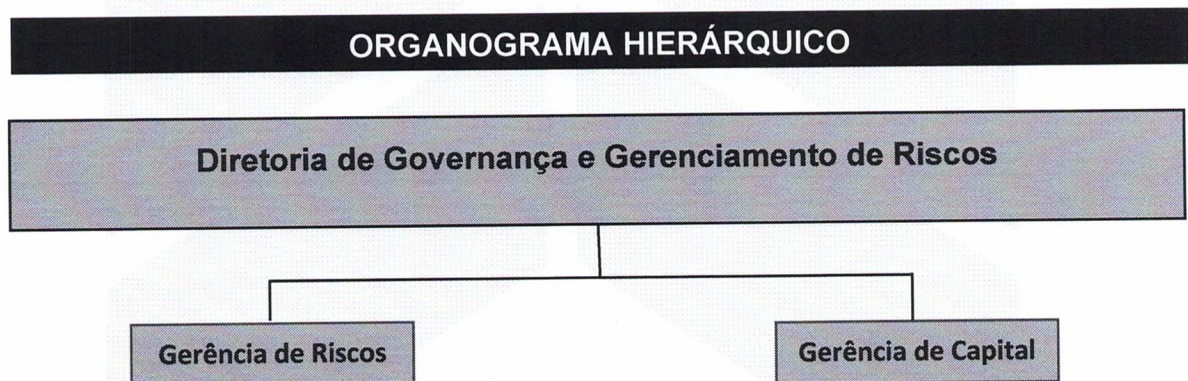 ORGANOGRAMA HIERÁRQUICO
Diretoria de Governança e Gerenciamento de Riscos
Gerência de Riscos
Gerência de Capital